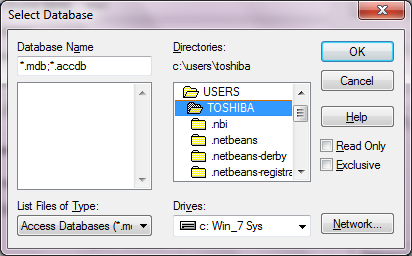 Select Database
Database Name
*.mdb;*.accdb
Directories:
c:\users\toshiba
USERS
TOSHIBA
.nbi
.netbeans
.netbeans-derby
.netbeans-registra
OK
Cancel
Help
Read Only
Exclusive
List Files of Type:
Access Databases (*.mc
Drives:
c: Win_7 Sys
Network...